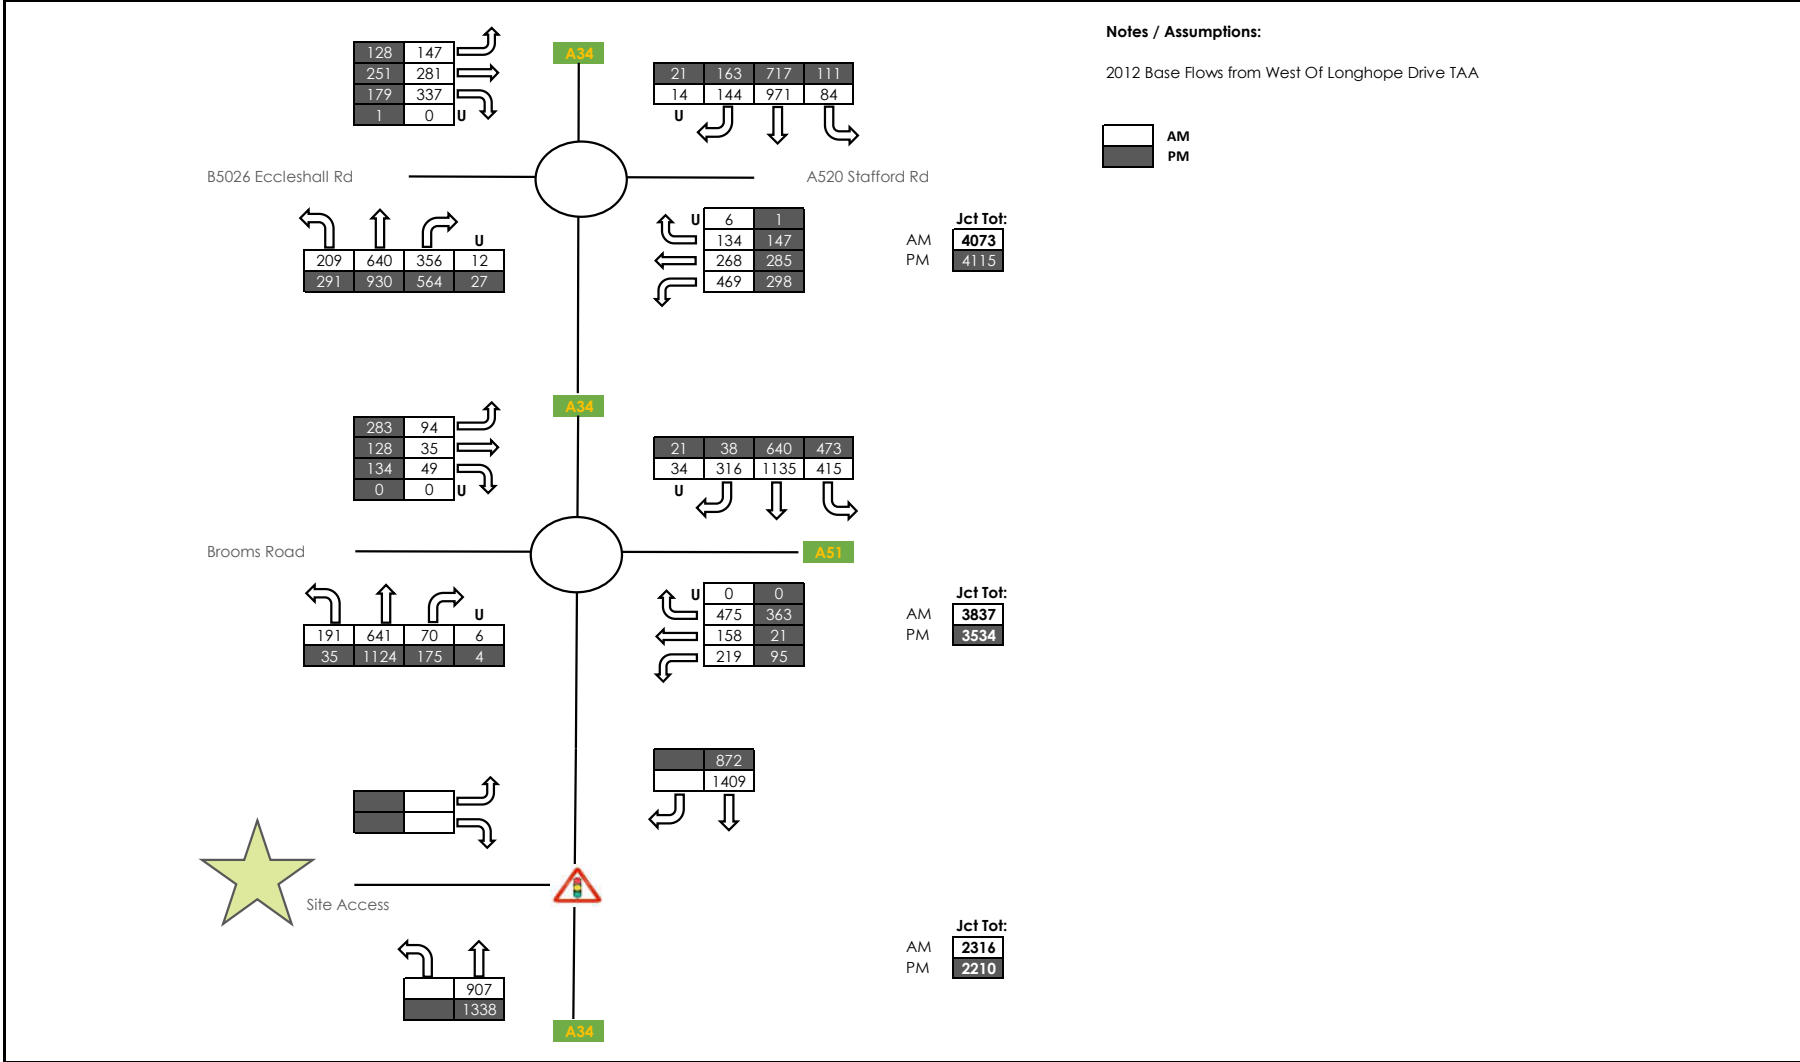 Notes / Assumptions:
2012 Base Flows from West Of Longhope Drive TAA
AM
PM
A34
128 147
251 281
179 337
1 0 U
21 163 717 111
14 144 971 84
U
B5026 Eccleshall Rd
A520 Stafford Rd
U
209 640 356 12
291 930 564 27
U 6 1
134 147
268 285
469 298
Jct Tot:
AM 4073
PM 4115
A34
283 94
128 35
134 49
0 0 U
21 38 640 473
34 316 1135 415
U
Brooms Road
A51
U
191 641 70 6
35 1124 175 4
U 0 0
475 363
158 21
219 95
Jct Tot:
AM 3837
PM 3534
872
1409
Site Access
907
1338
Jct Tot:
AM 2316
PM 2210
A34